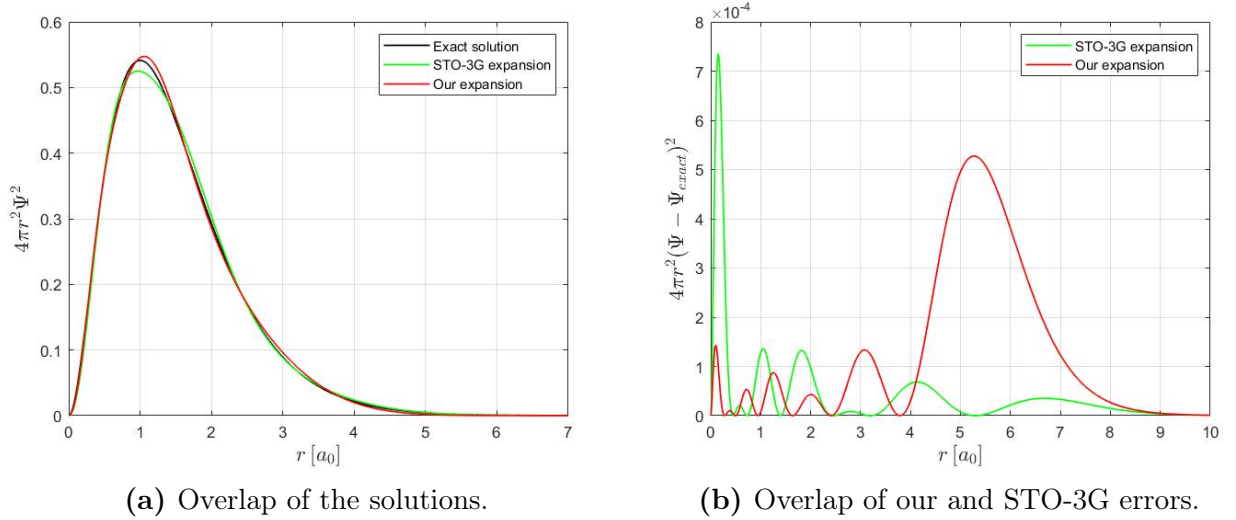 0.6
0.5
0.4
0.3
0.2
0.1
0
4πr²Ψ²
Exact solution
STO-3G expansion
Our expansion
0 1 2 3 4 5 6 7
r [a₀]
(a) Overlap of the solutions.
×10⁻⁴
8
7
6
5
4
3
2
1
0
4πr²(Ψ − Ψ_exact)²
STO-3G expansion
Our expansion
0 1 2 3 4 5 6 7 8 9 10
r [a₀]
(b) Overlap of our and STO-3G errors.